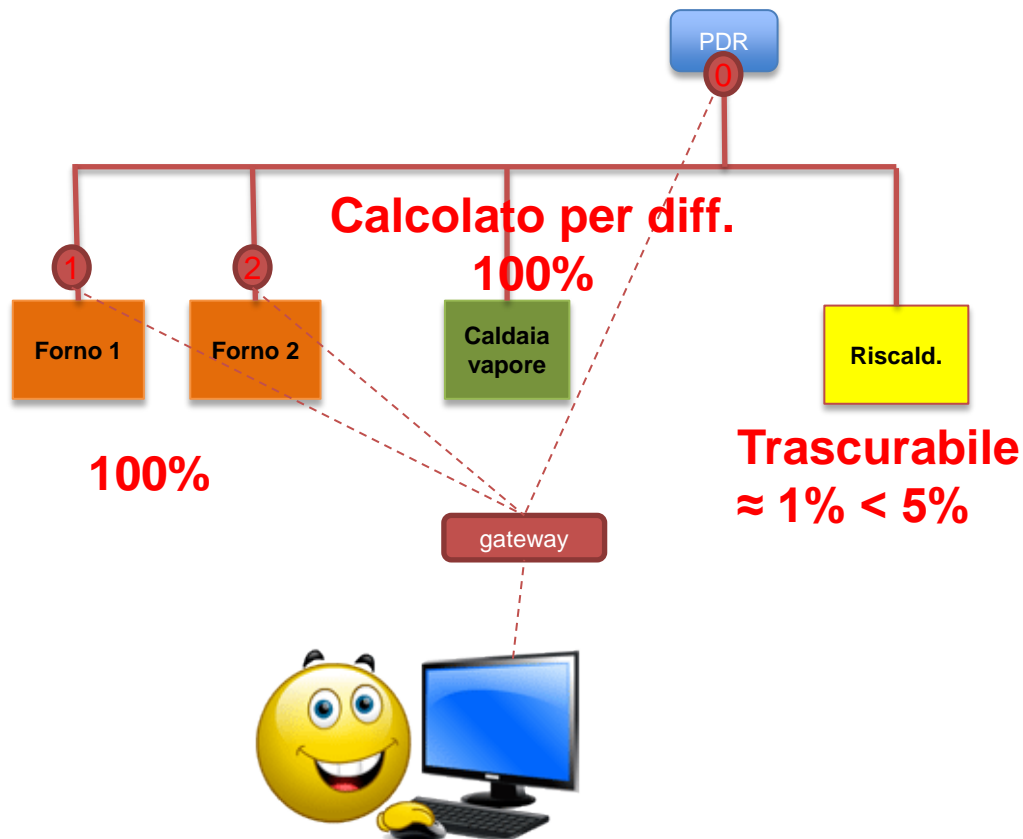 PDR
0
Calcolato per diff.
100%
1
2
Forno 1
Forno 2
Caldaia
vapore
Riscald.
100%
Trascurabile
≈ 1% < 5%
gateway